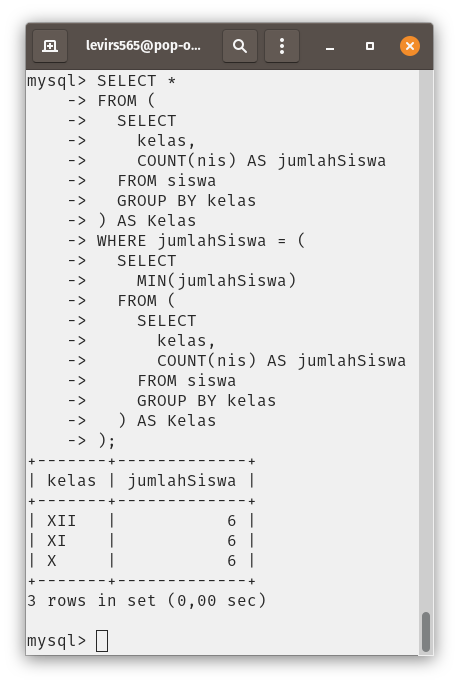 levirs565@pop-o...
mysql> SELECT *
    -> FROM (
    ->   SELECT
    ->     kelas,
    ->     COUNT(nis) AS jumlahSiswa
    ->   FROM siswa
    ->   GROUP BY kelas
    -> ) AS Kelas
    -> WHERE jumlahSiswa = (
    ->   SELECT
    ->     MIN(jumlahSiswa)
    ->   FROM (
    ->     SELECT
    ->       kelas,
    ->       COUNT(nis) AS jumlahSiswa
    ->     FROM siswa
    ->     GROUP BY kelas
    ->   ) AS Kelas
    -> );
+-------+-------------+
| kelas | jumlahSiswa |
+-------+-------------+
| XII   |           6 |
| XI    |           6 |
| X     |           6 |
+-------+-------------+
3 rows in set (0,00 sec)
mysql>